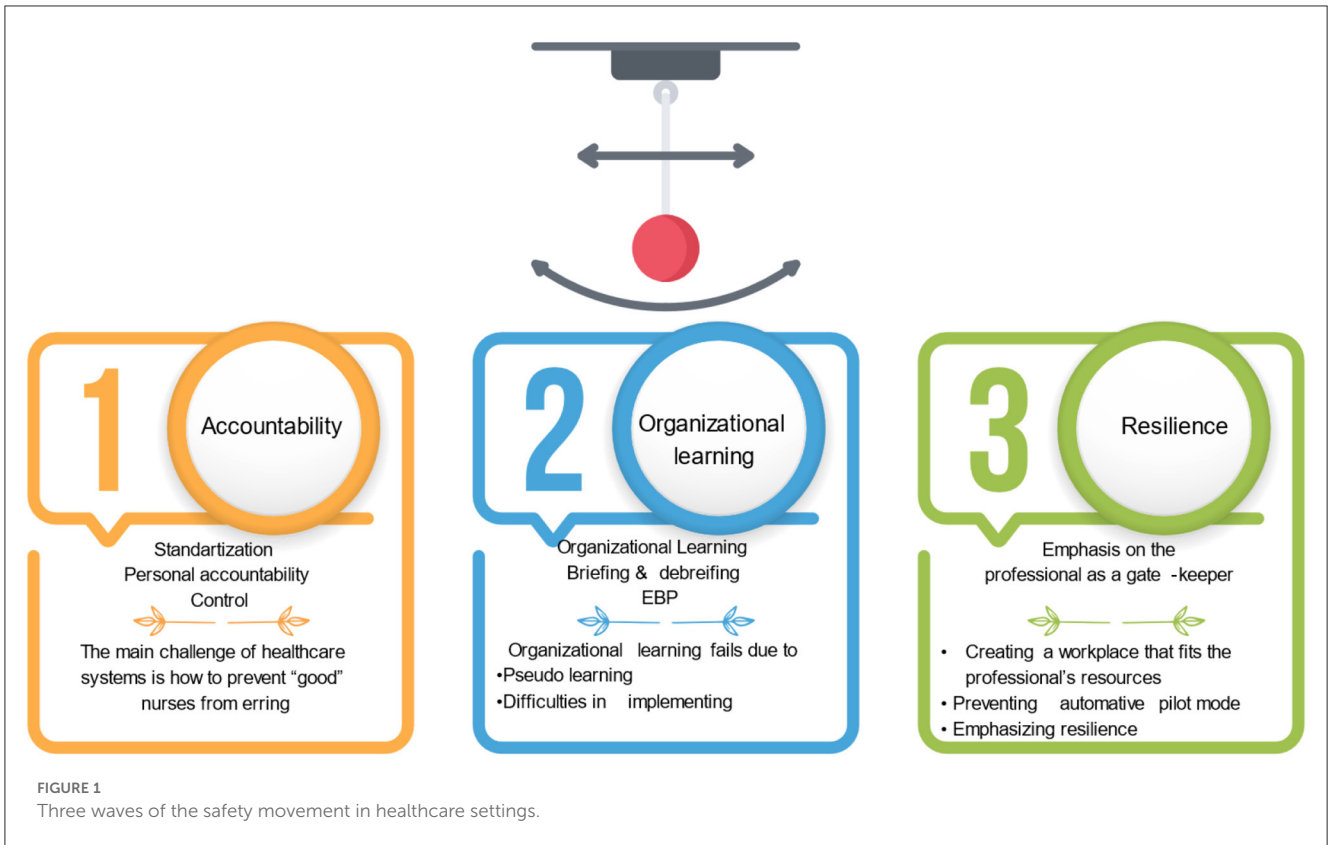 1
Accountability
Standartization
Personal accountability
Control
The main challenge of healthcare
systems is how to prevent “good”
nurses from erring
2
Organizational
learning
Organizational Learning
Briefing & debreifing
EBP
Organizational learning fails due to
•Pseudo learning
•Difficulties in implementing
3
Resilience
Emphasis on the
professional as a gate -keeper
• Creating a workplace that fits the
professional’s resources
• Preventing automative pilot mode
• Emphasizing resilience
FIGURE 1
Three waves of the safety movement in healthcare settings.